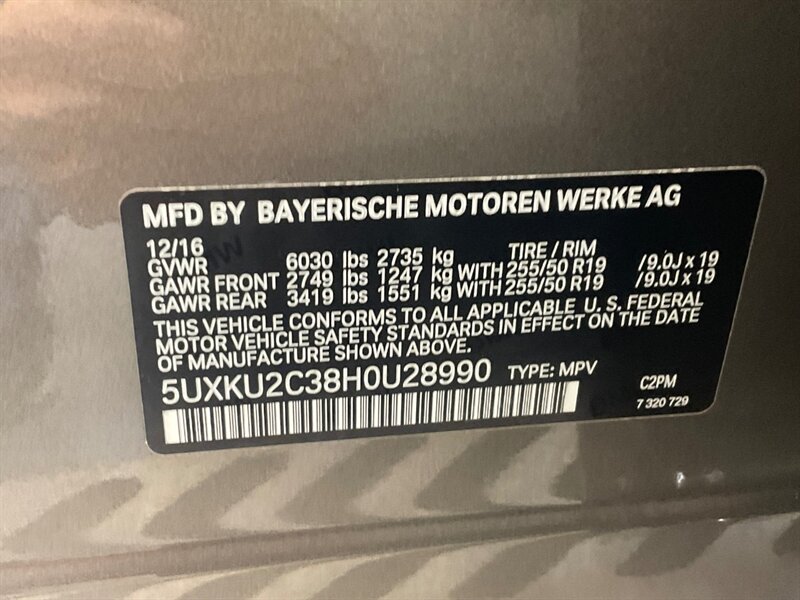 MFD BY BAYERISCHE MOTOREN WERKE AG
12/16 TIRE / RIM
GVWR 6030 lbs 2735 kg
GAWR FRONT 2749 lbs 1247 kg WITH 255/50 R19 /9.0J x 19
GAWR REAR 3419 lbs 1551 kg WITH 255/50 R19 /9.0J x 19
THIS VEHICLE CONFORMS TO ALL APPLICABLE U. S. FEDERAL
MOTOR VEHICLE SAFETY STANDARDS IN EFFECT ON THE DATE
OF MANUFACTURE SHOWN ABOVE.
5UXKU2C38H0U28990 TYPE: MPV
C2PM
7 320 729